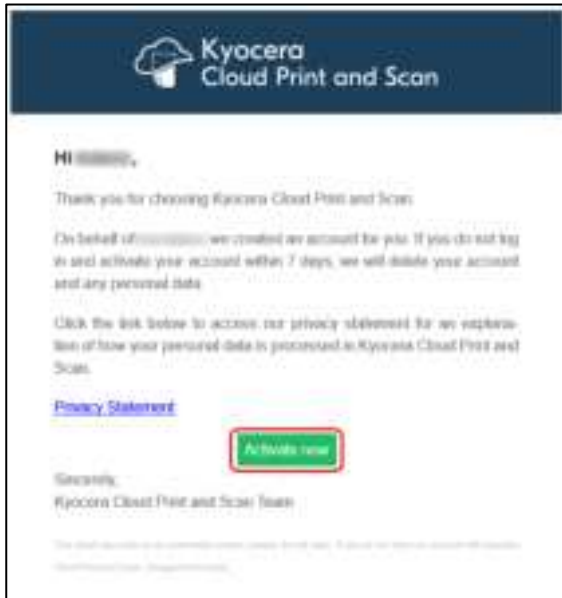 Kyocera
Cloud Print and Scan
Hi
Thank you for choosing Kyocera Cloud Print and Scan.
On behalf of we created an account for you. If you do not log
in and activate your account within 7 days, we will delete your account
and any personal data.
Click the link below to access our privacy statement for an explana-
tion of how your personal data is processed in Kyocera Cloud Print and
Scan.
Privacy Statement
Activate now
Sincerely,
Kyocera Cloud Print and Scan Team